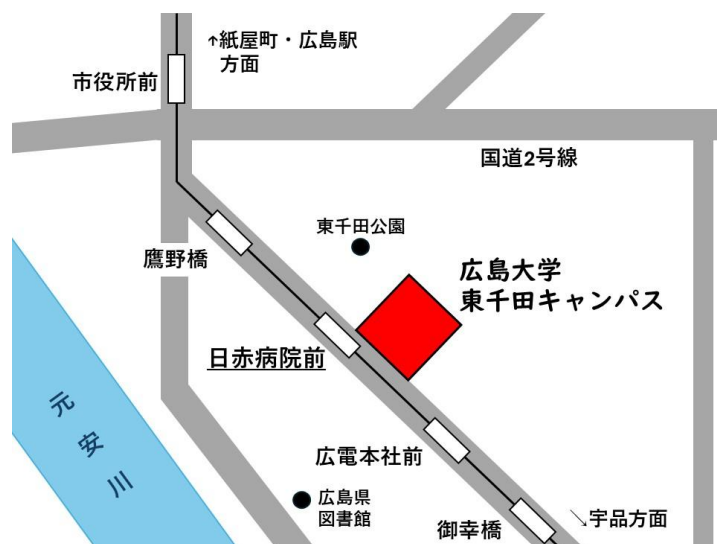 ↑紙屋町・広島駅
方面
市役所前
国道2号線
東千田公園
鷹野橋
広島大学
東千田キャンパス
日赤病院前
元安川
広電本社前
広島県
図書館
御幸橋
↘宇品方面